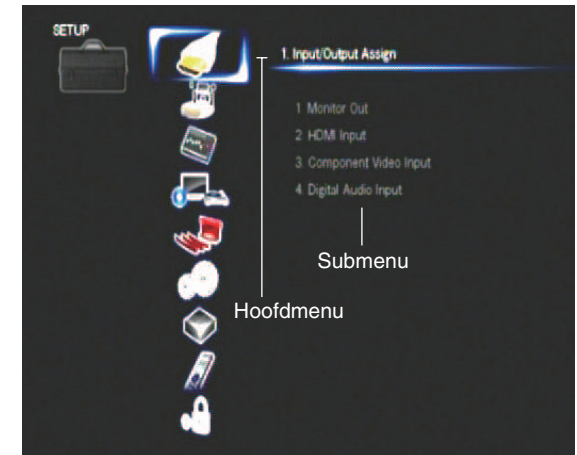 SETUP
1. Input/Output Assign
1 Monitor Out
2 HDMI Input
3 Component Video Input
4 Digital Audio Input
Submenu
Hoofdmenu